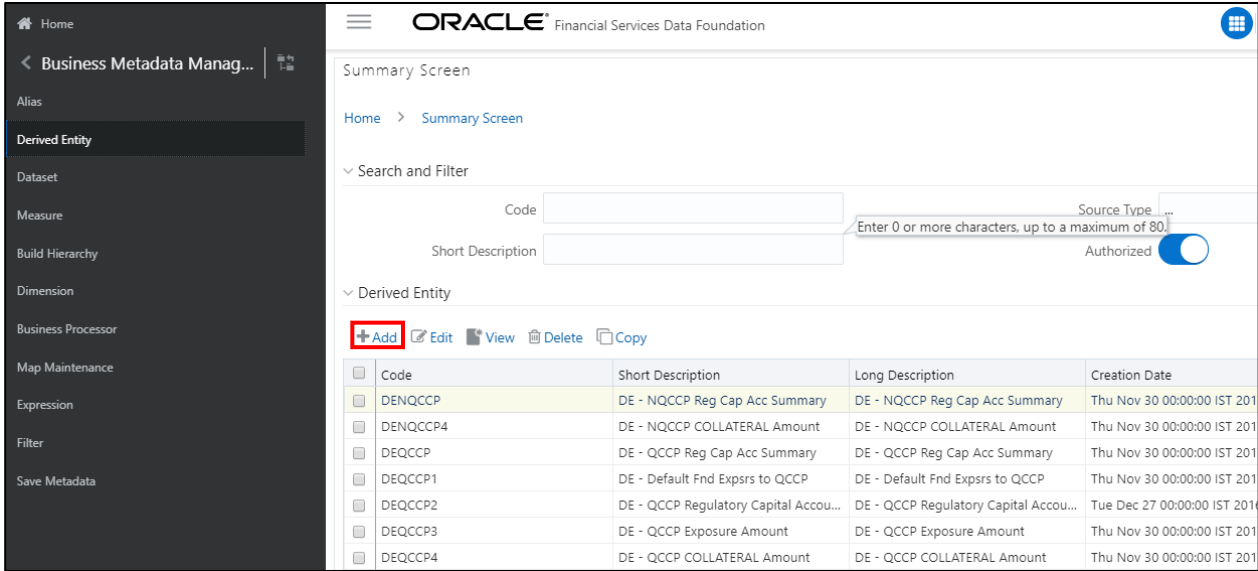 Home
Business Metadata Manag...
Alias
Derived Entity
Dataset
Measure
Build Hierarchy
Dimension
Business Processor
Map Maintenance
Expression
Filter
Save Metadata
ORACLE® Financial Services Data Foundation
Summary Screen
Home > Summary Screen
Search and Filter
Code
Source Type ...
Enter 0 or more characters, up to a maximum of 80.
Short Description
Authorized
Derived Entity
Add Edit View Delete Copy
Code Short Description Long Description Creation Date
DENQCCP DE - NQCCP Reg Cap Acc Summary DE - NQCCP Reg Cap Acc Summary Thu Nov 30 00:00:00 IST 201
DENQCCP4 DE - NQCCP COLLATERAL Amount DE - NQCCP COLLATERAL Amount Thu Nov 30 00:00:00 IST 201
DEQCCP DE - QCCP Reg Cap Acc Summary DE - QCCP Reg Cap Acc Summary Thu Nov 30 00:00:00 IST 201
DEQCCP1 DE - Default Fnd Expsrs to QCCP DE - Default Fnd Expsrs to QCCP Thu Nov 30 00:00:00 IST 201
DEQCCP2 DE - QCCP Regulatory Capital Accou... DE - QCCP Regulatory Capital Accou... Tue Dec 27 00:00:00 IST 2016
DEQCCP3 DE - QCCP Exposure Amount DE - QCCP Exposure Amount Thu Nov 30 00:00:00 IST 201
DEQCCP4 DE - QCCP COLLATERAL Amount DE - QCCP COLLATERAL Amount Thu Nov 30 00:00:00 IST 201